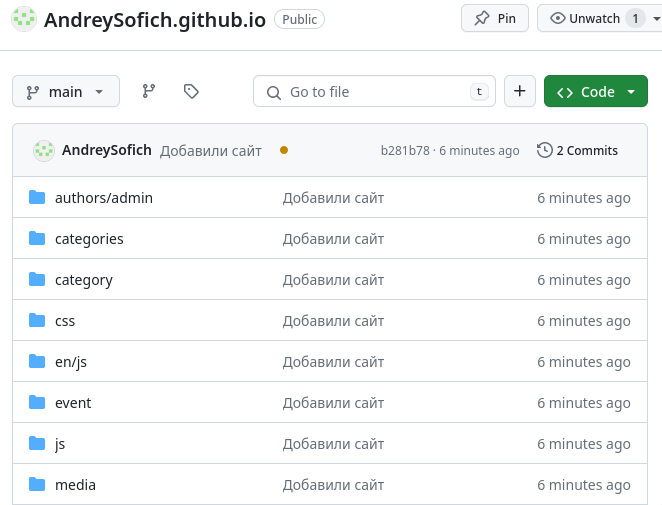 AndreySofich.github.io Public Pin Unwatch 1
main Go to file t + Code
AndreySofich Добавили сайт b281b78 · 6 minutes ago 2 Commits
authors/admin Добавили сайт 6 minutes ago
categories Добавили сайт 6 minutes ago
category Добавили сайт 6 minutes ago
css Добавили сайт 6 minutes ago
en/js Добавили сайт 6 minutes ago
event Добавили сайт 6 minutes ago
js Добавили сайт 6 minutes ago
media Добавили сайт 6 minutes ago